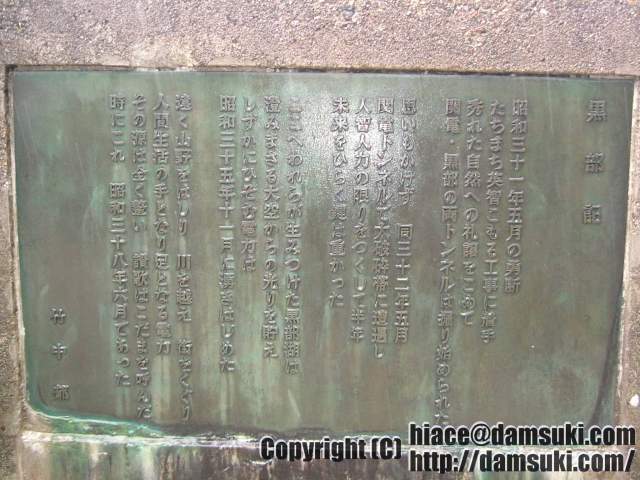 黒部記
昭和三十一年五月の勇断
たちまち英智こもる工事に着手
秀れた自然への礼讃をこめて
関電・黒部の両トンネルは掘り始められた
思いもかけず 同三十二年五月
関電トンネルで大破砕帯に遭遇し
人智人力の限りをつくして半年
未来をひらく鍵は重かった
ここへわれらが生みつけた黒部湖は
澄みまさる大空からの光りを貯え
しずかにひそむ電力は
昭和三十五年十一月に湧きはじめた
遠く山野をはしり 川を越え 街をくぐり
人間生活の手となり足となる電力
その源は全く整い 讃歌はこだまを呼んだ
時にこれ 昭和三十八年六月であった
竹中郁
Copyright (C) hiace@damsuki.com
http://damsuki.com/